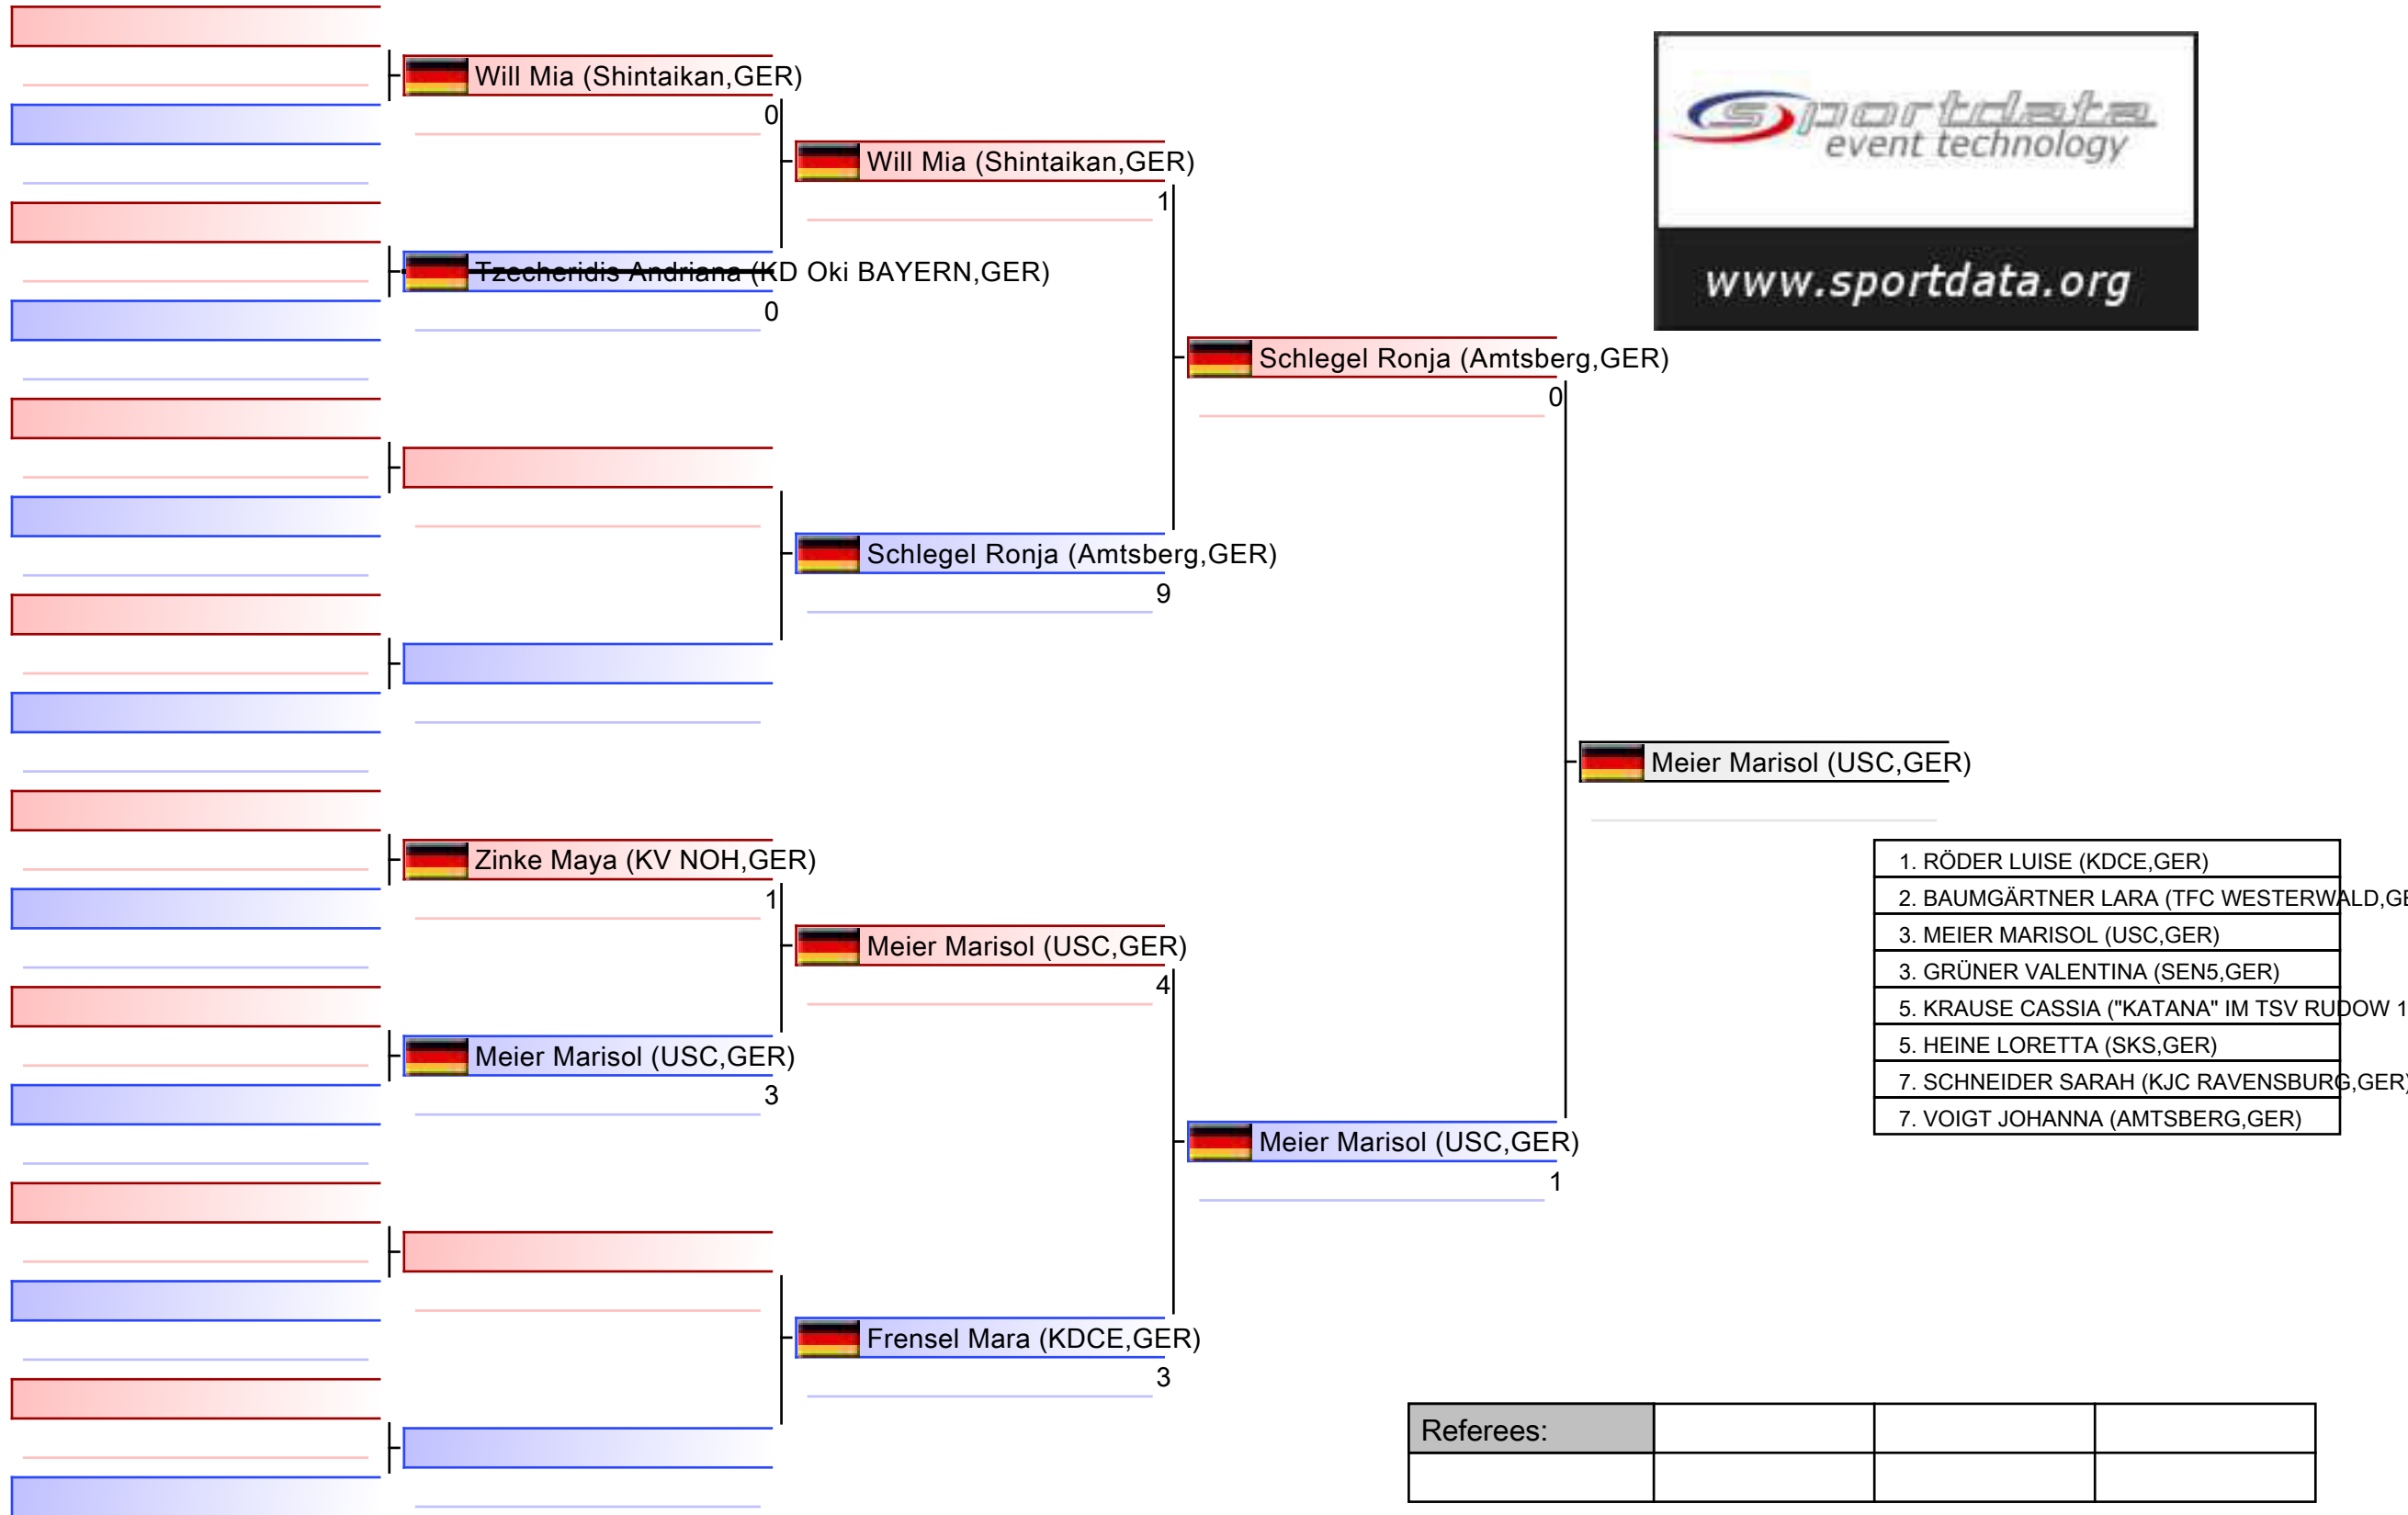 Will Mia (Shintaikan,GER)
0
Tzecheridis Andriana (KD Oki BAYERN,GER)
0
Zinke Maya (KV NOH,GER)
1
Meier Marisol (USC,GER)
3
Will Mia (Shintaikan,GER)
1
Schlegel Ronja (Amtsberg,GER)
9
Meier Marisol (USC,GER)
4
Frensel Mara (KDCE,GER)
3
Schlegel Ronja (Amtsberg,GER)
0
Meier Marisol (USC,GER)
1
Meier Marisol (USC,GER)
sportdata
event technology
www.sportdata.org
1. RÖDER LUISE (KDCE,GER)
2. BAUMGÄRTNER LARA (TFC WESTERWALD,GE
3. MEIER MARISOL (USC,GER)
3. GRÜNER VALENTINA (SEN5,GER)
5. KRAUSE CASSIA ("KATANA" IM TSV RUDOW 1
5. HEINE LORETTA (SKS,GER)
7. SCHNEIDER SARAH (KJC RAVENSBURG,GER)
7. VOIGT JOHANNA (AMTSBERG,GER)
Referees: